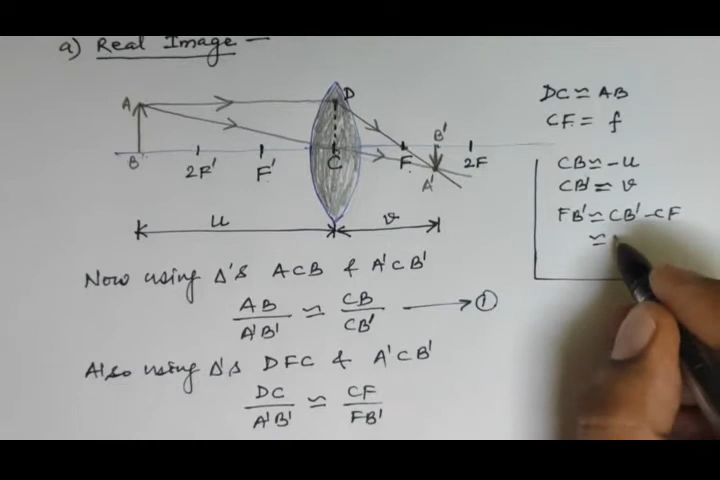 a) Real Image —
A
D
B'
B
2F'
F'
C
F
2F
A'
u
v
Now using Δ'S ACB & A'CB'
AB/A'B' ≃ CB/CB' → ①
Also using Δ'S DFC & A'CB'
DC/A'B' ≃ CF/FB'
DC ≃ AB
CF = f
CB ≃ -u
CB' ≃ v
FB' ≃ CB' - CF
≃